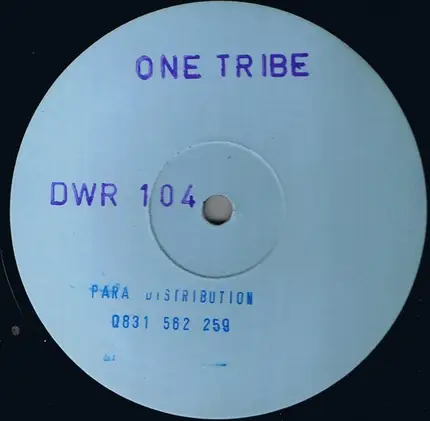 ONE TRIBE
DWR 104
PARA DISTRIBUTION
0831 562 259